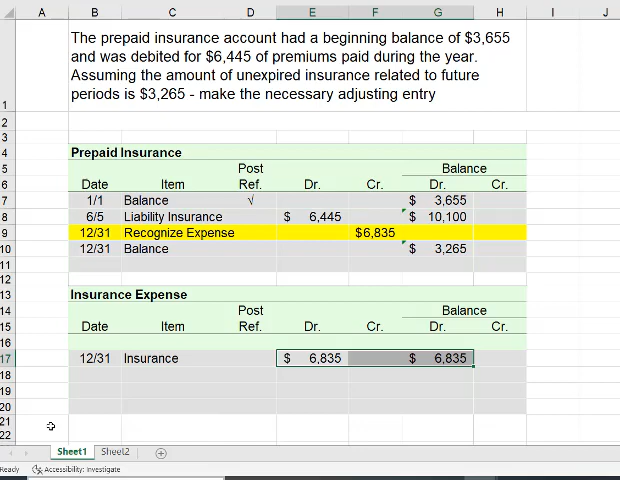 A B C D E F G H I J
1 The prepaid insurance account had a beginning balance of $3,655
and was debited for $6,445 of premiums paid during the year.
Assuming the amount of unexpired insurance related to future
periods is $3,265 - make the necessary adjusting entry
2
3
4 Prepaid Insurance
5 Post Balance
6 Date Item Ref. Dr. Cr. Dr. Cr.
7 1/1 Balance √ $ 3,655
8 6/5 Liability Insurance $ 6,445 $ 10,100
9 12/31 Recognize Expense $6,835
10 12/31 Balance $ 3,265
11
12
13 Insurance Expense
14 Post Balance
15 Date Item Ref. Dr. Cr. Dr. Cr.
16
17 12/31 Insurance $ 6,835 $ 6,835
18
19
20
21
22
Sheet1 Sheet2
Ready Accessibility: Investigate